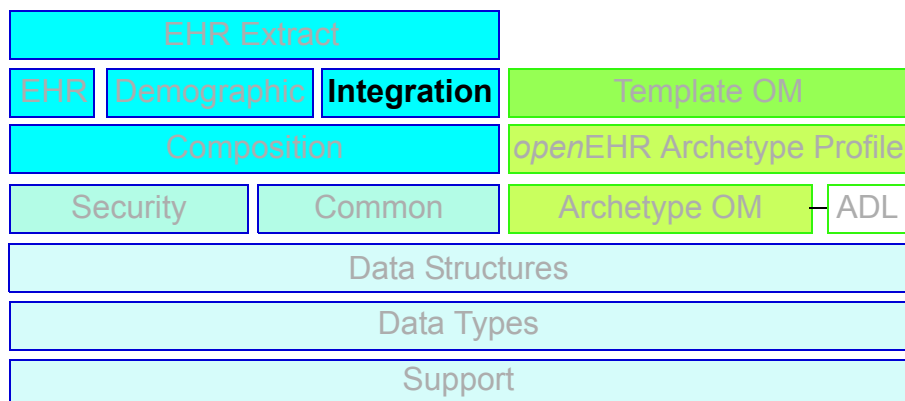 EHR Extract
EHR Demographic Integration Template OM
Composition openEHR Archetype Profile
Security Common Archetype OM ADL
Data Structures
Data Types
Support